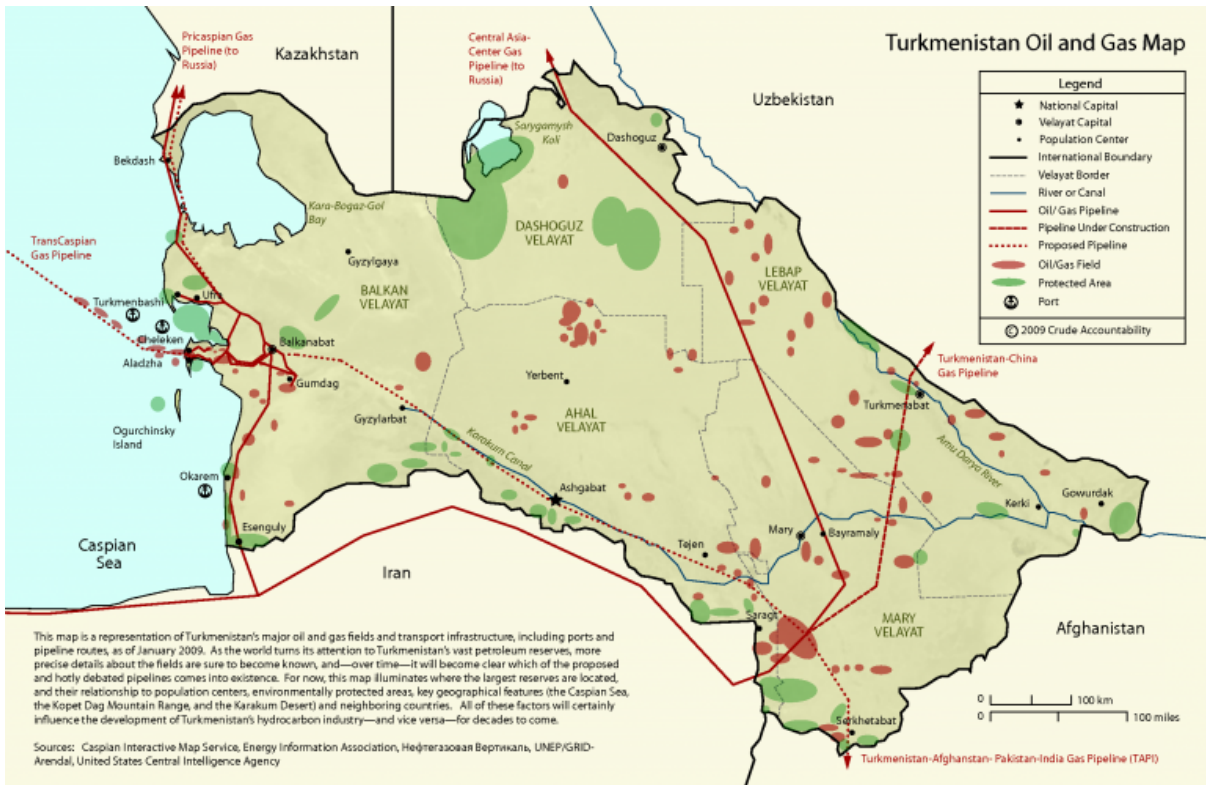 Turkmenistan Oil and Gas Map
Legend
National Capital
Velayat Capital
Population Center
International Boundary
Velayat Border
River or Canal
Oil/ Gas Pipeline
Pipeline Under Construction
Proposed Pipeline
Oil/Gas Field
Protected Area
Port
© 2009 Crude Accountability
Pricaspian Gas
Pipeline (to
Russia)
Kazakhstan
Central Asia-
Center Gas
Pipeline (to
Russia)
Uzbekistan
Sarygamysh
Koli
Dashoguz
Bekdash
Kara-Bogaz-Gol
Bay
DASHOGUZ
VELAYAT
TransCaspian
Gas Pipeline
Gyzylgaya
LEBAP
VELAYAT
BALKAN
VELAYAT
Turkmenbashi
Ufra
Cheleken
Aladzha
Balkanabat
Gumdag
Turkmenistan-China
Gas Pipeline
Yerbent
Turkmenabat
Gyzylarbat
AHAL
VELAYAT
Ogurchinsky
Island
Karakum Canal
Amu Darya River
Okarem
Ashgabat
Gowurdak
Kerki
Esenguly
Mary
Bayramaly
Caspian
Sea
Tejen
Iran
Saragt
MARY
VELAYAT
Afghanistan
Serkhetabat
0 100 km
0 100 miles
Turkmenistan-Afghanstan- Pakistan-India Gas Pipeline (TAPI)
This map is a representation of Turkmenistan's major oil and gas fields and transport infrastructure, including ports and
pipeline routes, as of January 2009. As the world turns its attention to Turkmenistan's vast petroleum reserves, more
precise details about the fields are sure to become known, and—over time—it will become clear which of the proposed
and hotly debated pipelines comes into existence. For now, this map illuminates where the largest reserves are located,
and their relationship to population centers, environmentally protected areas, key geographical features (the Caspian Sea,
the Kopet Dag Mountain Range, and the Karakum Desert) and neighboring countries. All of these factors will certainly
influence the development of Turkmenistan's hydrocarbon industry—and vice versa—for decades to come.
Sources: Caspian Interactive Map Service, Energy Information Association, Нефтегазовая Вертикаль, UNEP/GRID-
Arendal, United States Central Intelligence Agency